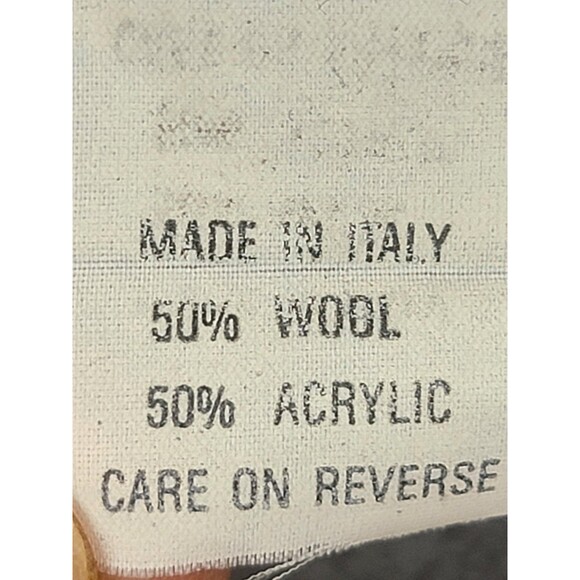 MADE IN ITALY
50% WOOL
50% ACRYLIC
CARE ON REVERSE